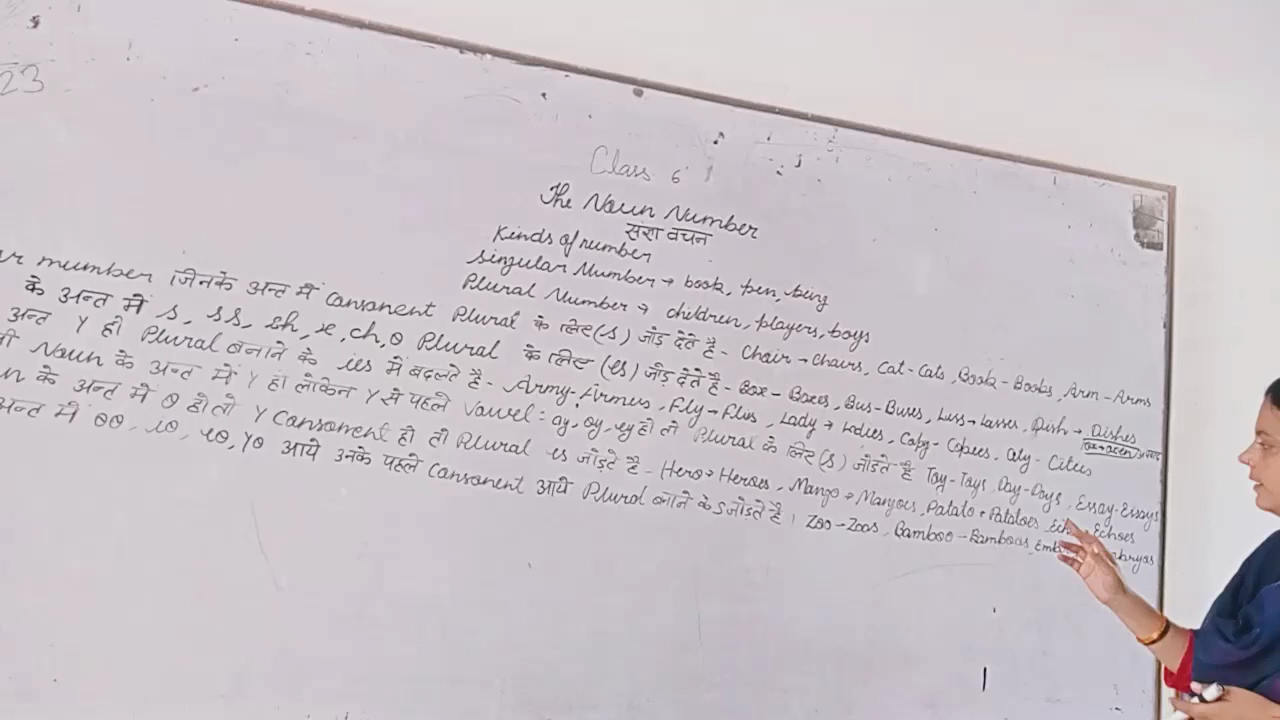 23
Class 6
The Noun Number
संज्ञा वचन
Kinds of number
Singular Number → book, pen, being
Plural Number → children, players, boys
number जिनके अन्त में Consonent Plural के लिए (s) जोड़ देते है - Chair → Chairs, Cat - Cats, Book - Books, Arm - Arms
के अन्त में s, ss, sh, x, ch, o Plural के लिए (es) जोड़ देते है - Box - Boxes, Bus - Buses, Lass → Lasses, Dish → Dishes
अन्त Y हो Plural बनाने के ies में बदलते है - Army - Armies, Fly → Flies, Lady → Ladies, Copy - Copies, City - Cities
Noun के अन्त में Y हो लेकिन Y से पहले Vowel = ay, oy, ey हो तो Plural के लिए (s) जोड़ते है Toy - Toys, Day - Days, Essay - Essays
के अन्त में o हो तो Y Consonent हो तो Plural es जोड़ते है - Hero → Heroes, Mango → Mangoes, Patato → Patatoes, Echoes
अन्त में oo, io, yo आये उनके पहले Consonent आये Plural बनाने के s जोड़ते है। Zoo - Zoos, Bamboo - Bamboos,